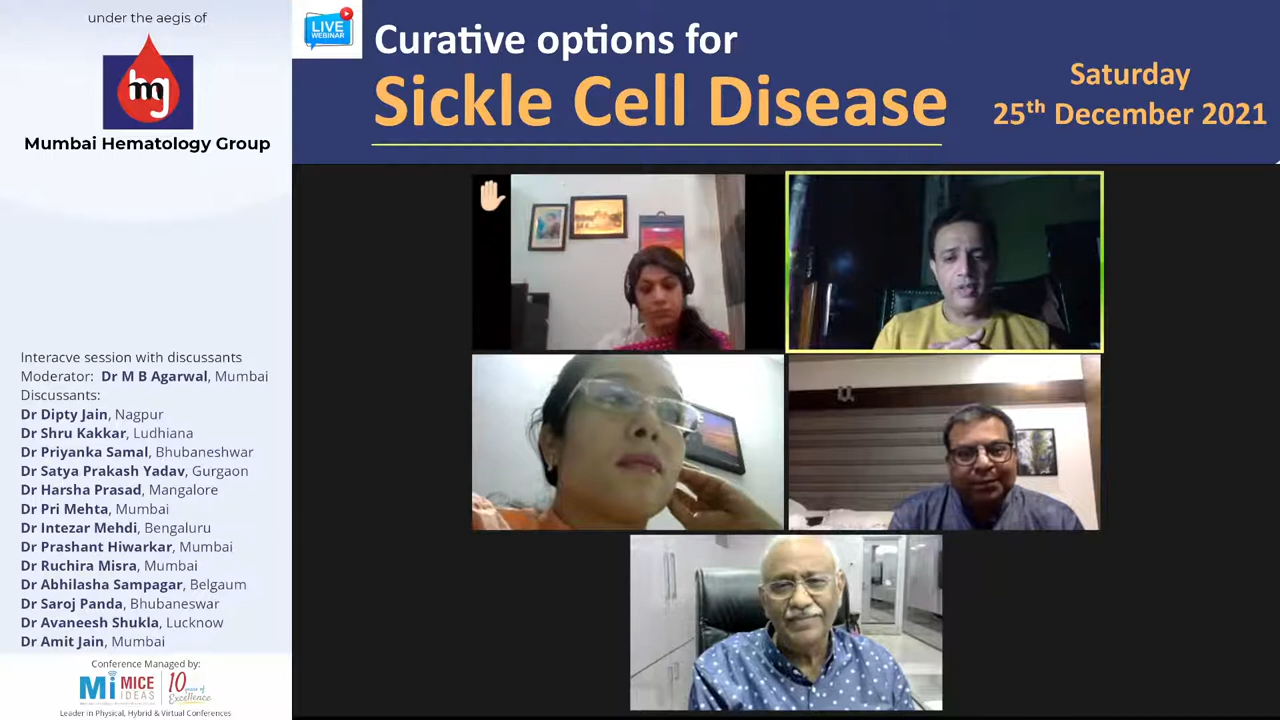 under the aegis of
mg
Mumbai Hematology Group
Interacve session with discussants
Moderator: Dr M B Agarwal, Mumbai
Discussants:
Dr Dipty Jain, Nagpur
Dr Shru Kakkar, Ludhiana
Dr Priyanka Samal, Bhubaneshwar
Dr Satya Prakash Yadav, Gurgaon
Dr Harsha Prasad, Mangalore
Dr Pri Mehta, Mumbai
Dr Intezar Mehdi, Bengaluru
Dr Prashant Hiwarkar, Mumbai
Dr Ruchira Misra, Mumbai
Dr Abhilasha Sampagar, Belgaum
Dr Saroj Panda, Bhubaneswar
Dr Avaneesh Shukla, Lucknow
Dr Amit Jain, Mumbai
Conference Managed by:
Mi MICE IDEAS 10 years of Excellence
Leader in Physical, Hybrid & Virtual Conferences
LIVE
WEBINAR
Curative options for
Sickle Cell Disease
Saturday
25th December 2021